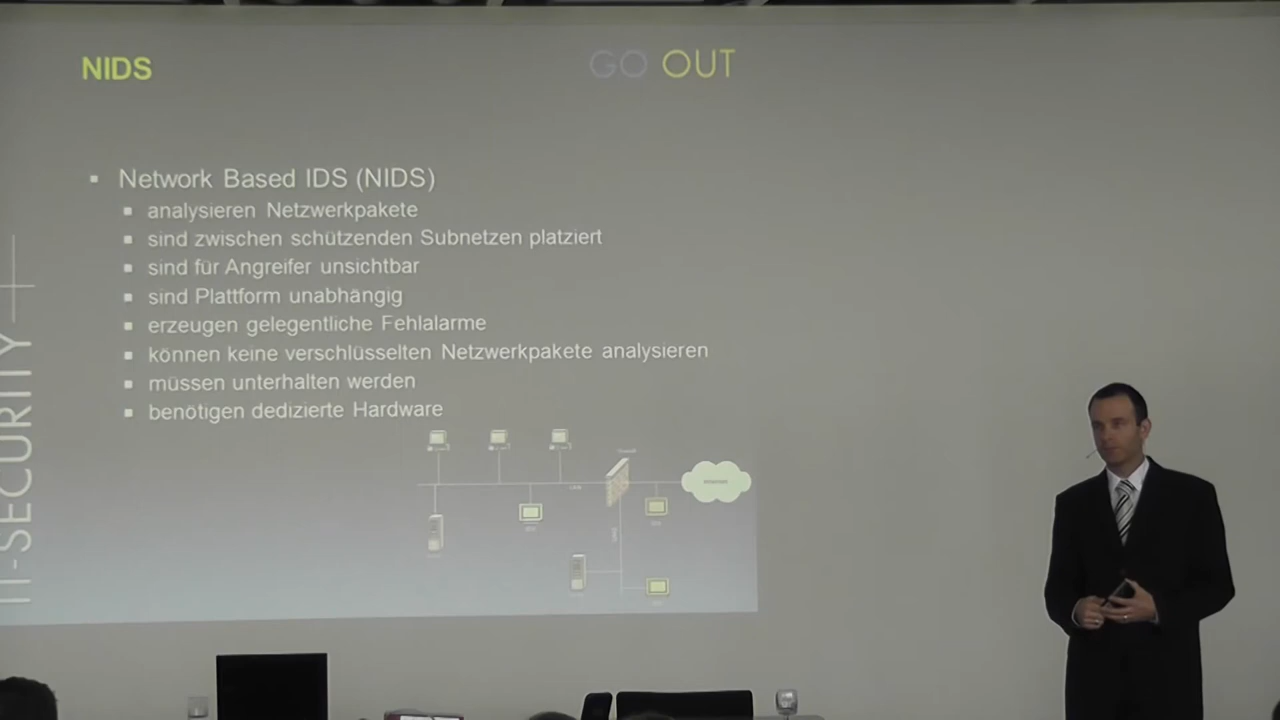 NIDS
GO OUT
Network Based IDS (NIDS)
analysieren Netzwerkpakete
sind zwischen schützenden Subnetzen platziert
sind für Angreifer unsichtbar
sind Plattform unabhängig
erzeugen gelegentliche Fehlalarme
können keine verschlüsselten Netzwerkpakete analysieren
müssen unterhalten werden
benötigen dedizierte Hardware
IT-SECURITY